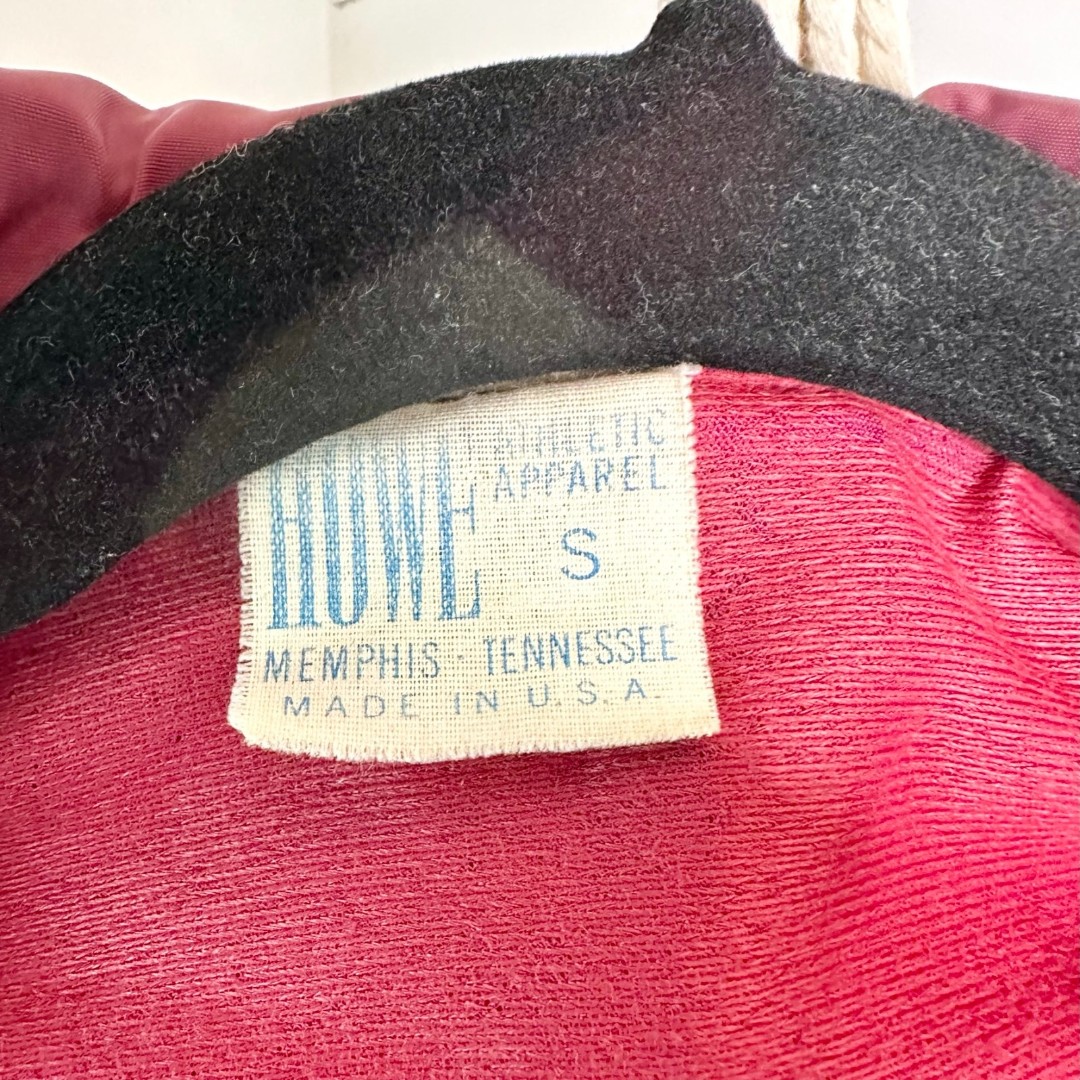 HOWE
ATHLETIC
APPAREL
S
MEMPHIS · TENNESSEE
MADE IN U.S.A.